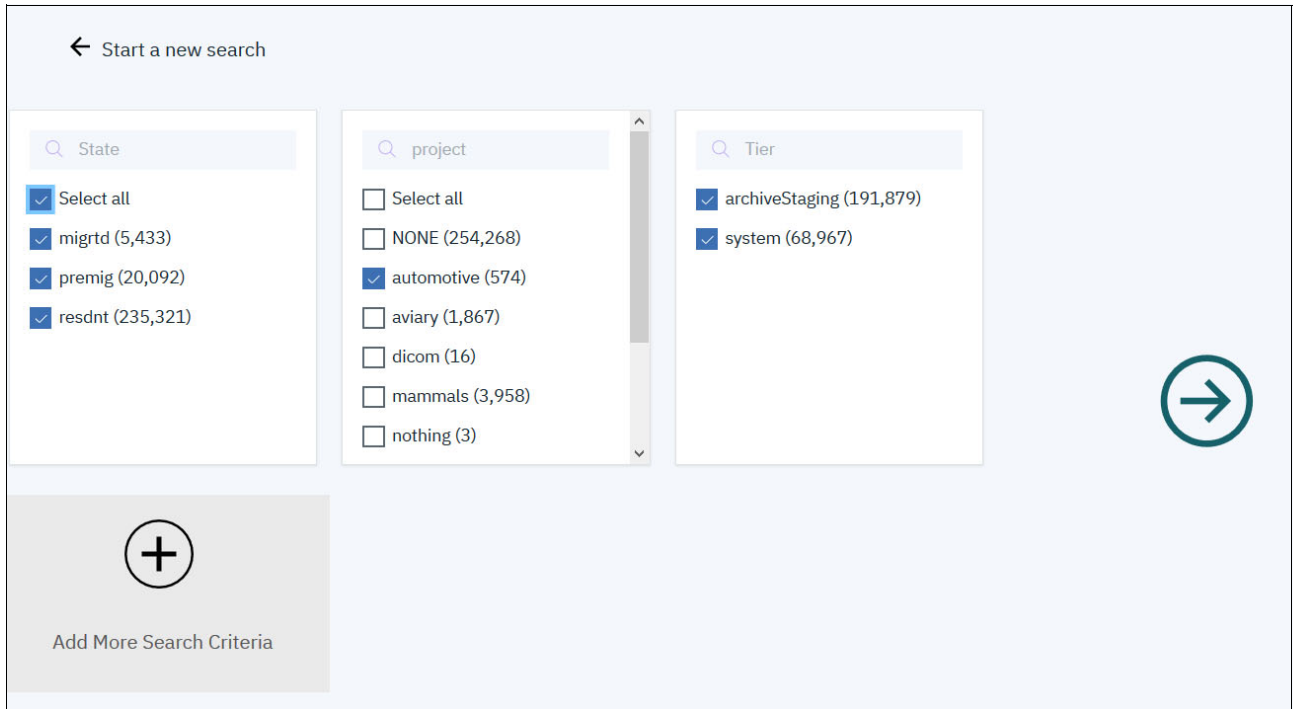 Start a new search
State
Select all
migrtd (5,433)
premig (20,092)
resdnt (235,321)
project
Select all
NONE (254,268)
automotive (574)
aviary (1,867)
dicom (16)
mammals (3,958)
nothing (3)
Tier
archiveStaging (191,879)
system (68,967)
Add More Search Criteria